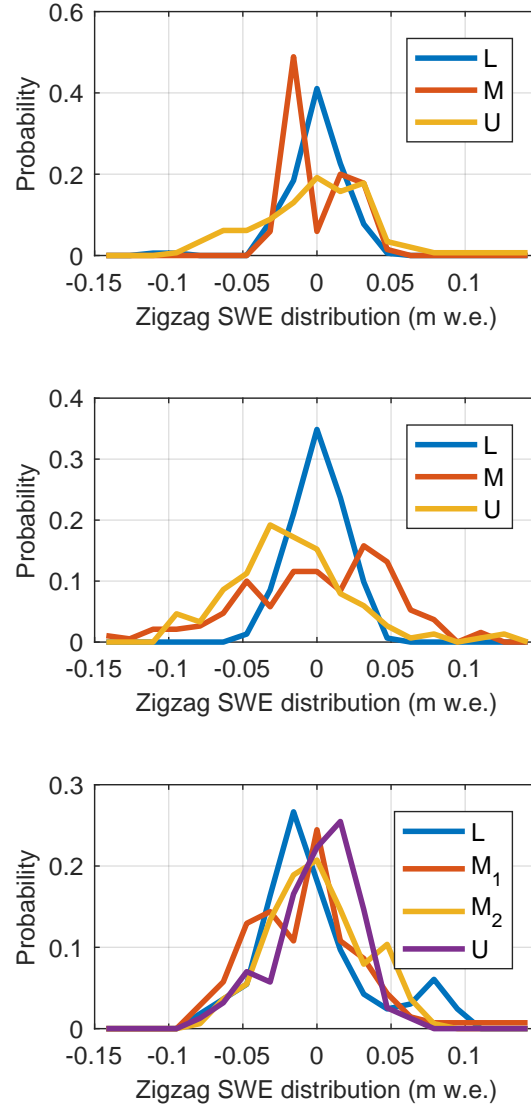 0.6
0.4
0.2
0
Probability
L
M
U
-0.15 -0.1 -0.05 0 0.05 0.1
Zigzag SWE distribution (m w.e.)
0.4
0.3
0.2
0.1
0
Probability
L
M
U
-0.15 -0.1 -0.05 0 0.05 0.1
Zigzag SWE distribution (m w.e.)
0.3
0.2
0.1
0
Probability
L
M₁
M₂
U
-0.15 -0.1 -0.05 0 0.05 0.1
Zigzag SWE distribution (m w.e.)